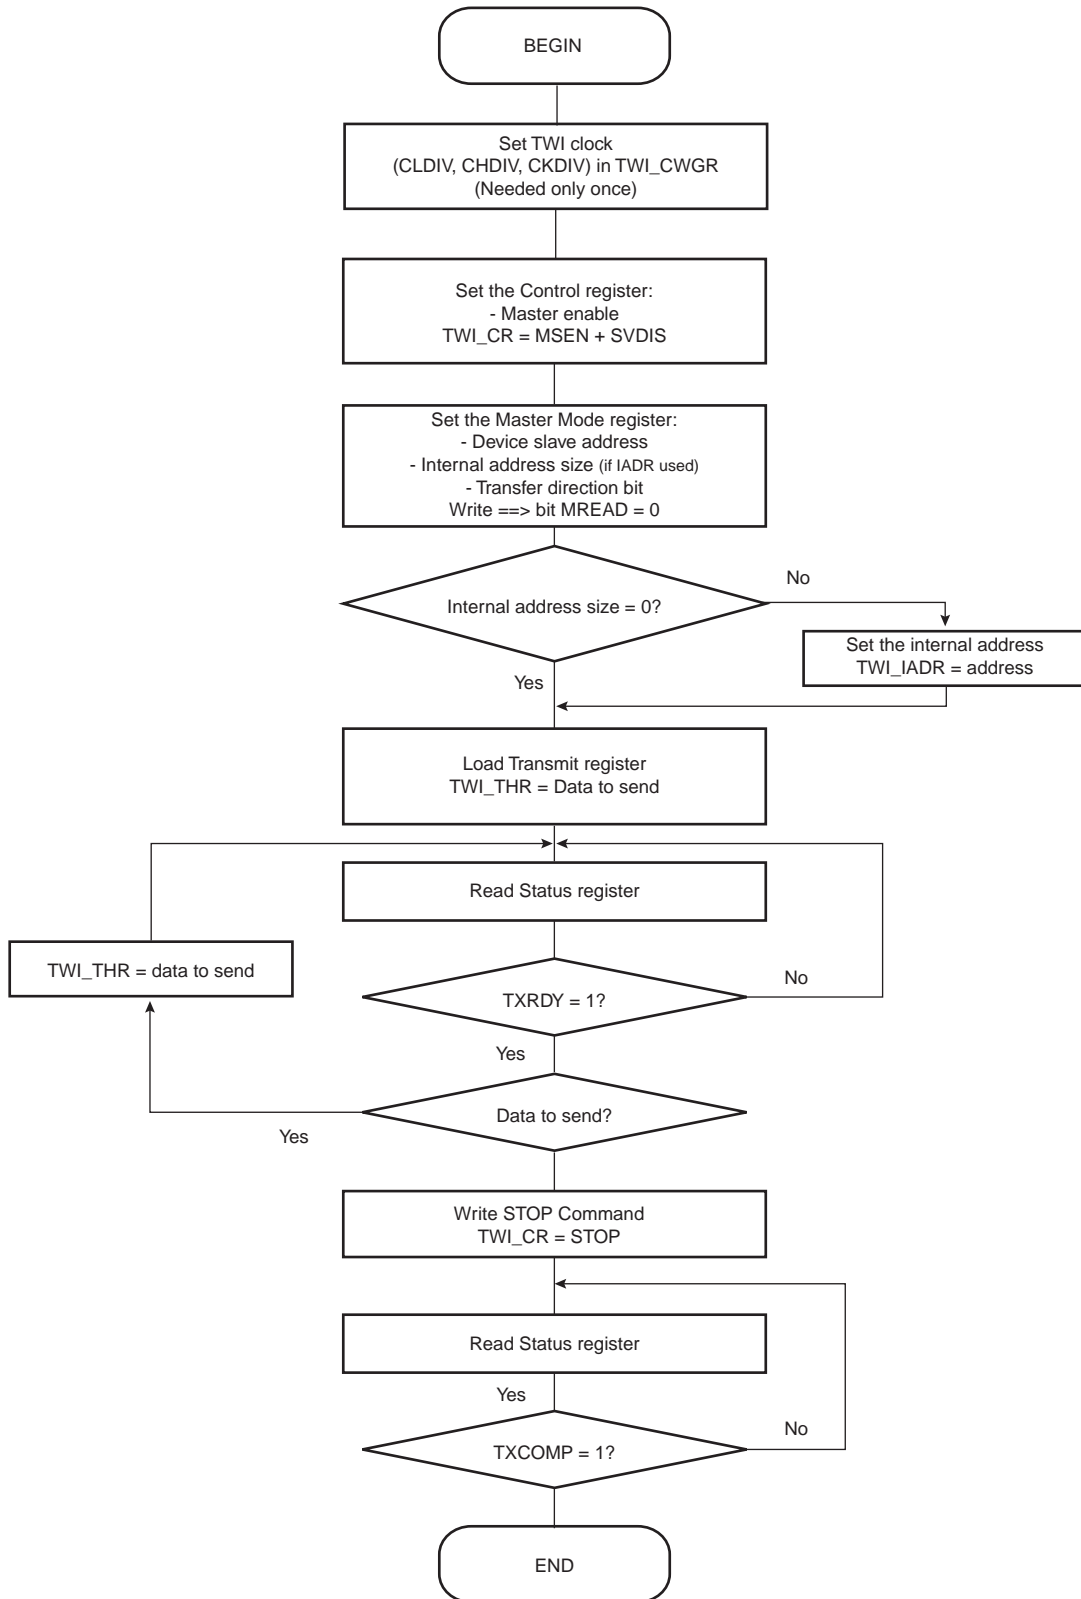 BEGIN
Set TWI clock
(CLDIV, CHDIV, CKDIV) in TWI_CWGR
(Needed only once)
Set the Control register:
- Master enable
TWI_CR = MSEN + SVDIS
Set the Master Mode register:
- Device slave address
- Internal address size (if IADR used)
- Transfer direction bit
Write ==> bit MREAD = 0
No
Internal address size = 0?
Set the internal address
TWI_IADR = address
Yes
Load Transmit register
TWI_THR = Data to send
Read Status register
TWI_THR = data to send
No
TXRDY = 1?
Yes
Data to send?
Yes
Write STOP Command
TWI_CR = STOP
Read Status register
Yes
No
TXCOMP = 1?
END